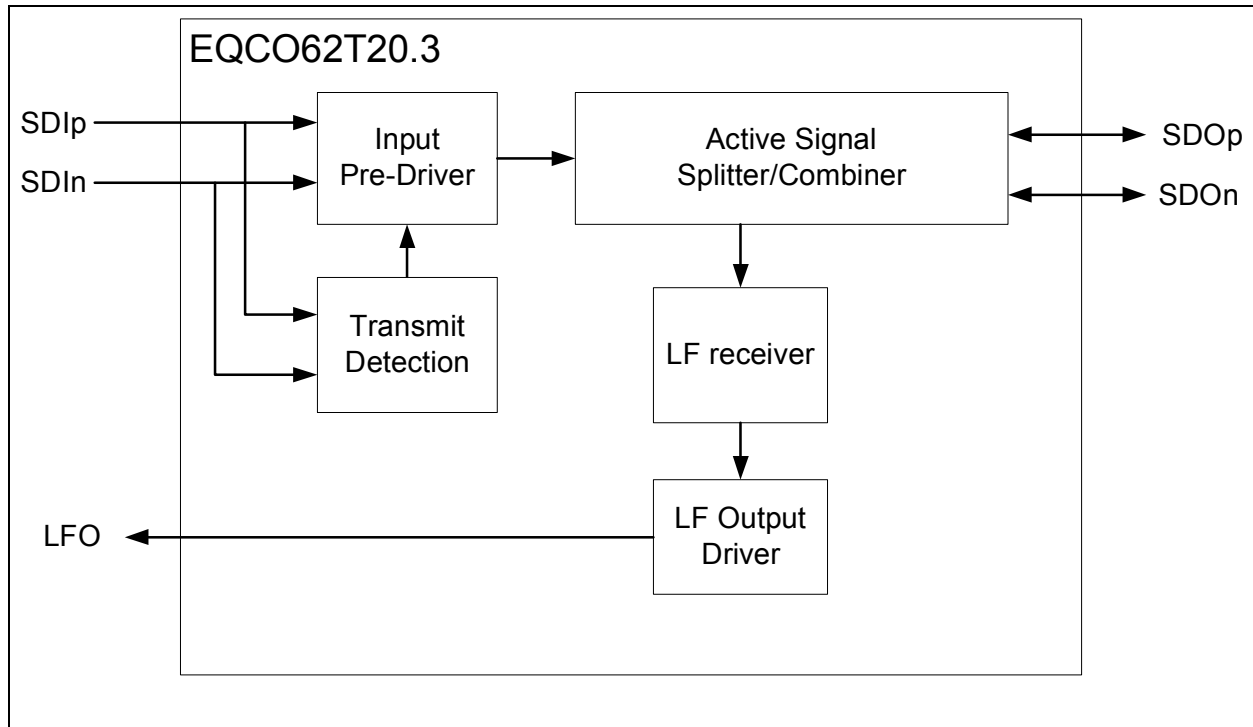 EQCO62T20.3
SDIp
SDIn
Input
Pre-Driver
Active Signal
Splitter/Combiner
SDOp
SDOn
Transmit
Detection
LF receiver
LFO
LF Output
Driver